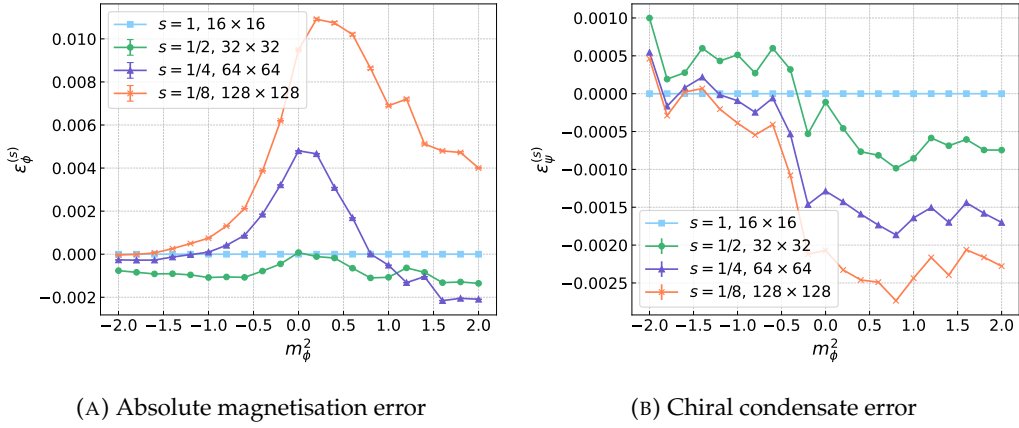 0.010
0.008
0.006
0.004
0.002
0.000
−0.002
ε_ϕ^(s)
s = 1, 16 × 16
s = 1/2, 32 × 32
s = 1/4, 64 × 64
s = 1/8, 128 × 128
−2.0 −1.5 −1.0 −0.5 0.0 0.5 1.0 1.5 2.0
m_ϕ^2
(A) Absolute magnetisation error
0.0010
0.0005
0.0000
−0.0005
−0.0010
−0.0015
−0.0020
−0.0025
ε_ψ^(s)
s = 1, 16 × 16
s = 1/2, 32 × 32
s = 1/4, 64 × 64
s = 1/8, 128 × 128
−2.0 −1.5 −1.0 −0.5 0.0 0.5 1.0 1.5 2.0
m_ϕ^2
(B) Chiral condensate error